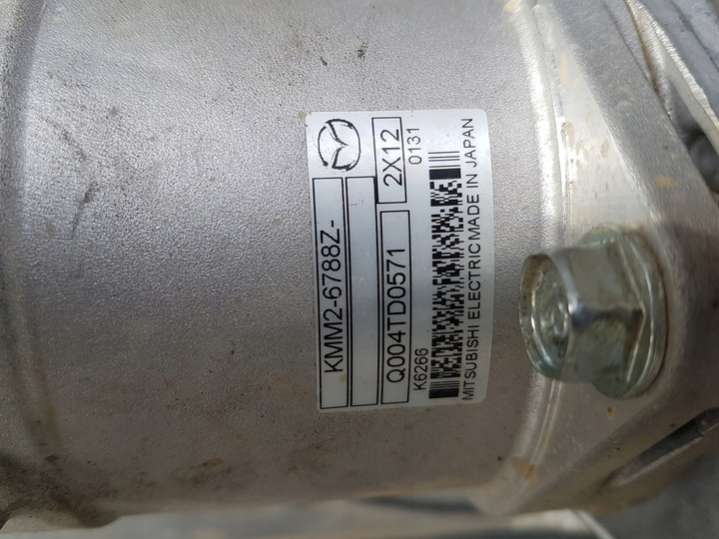 KMM2-6788Z-
Q004TD0571
2X12
K6266
0131
MITSUBISHI ELECTRIC MADE IN JAPAN